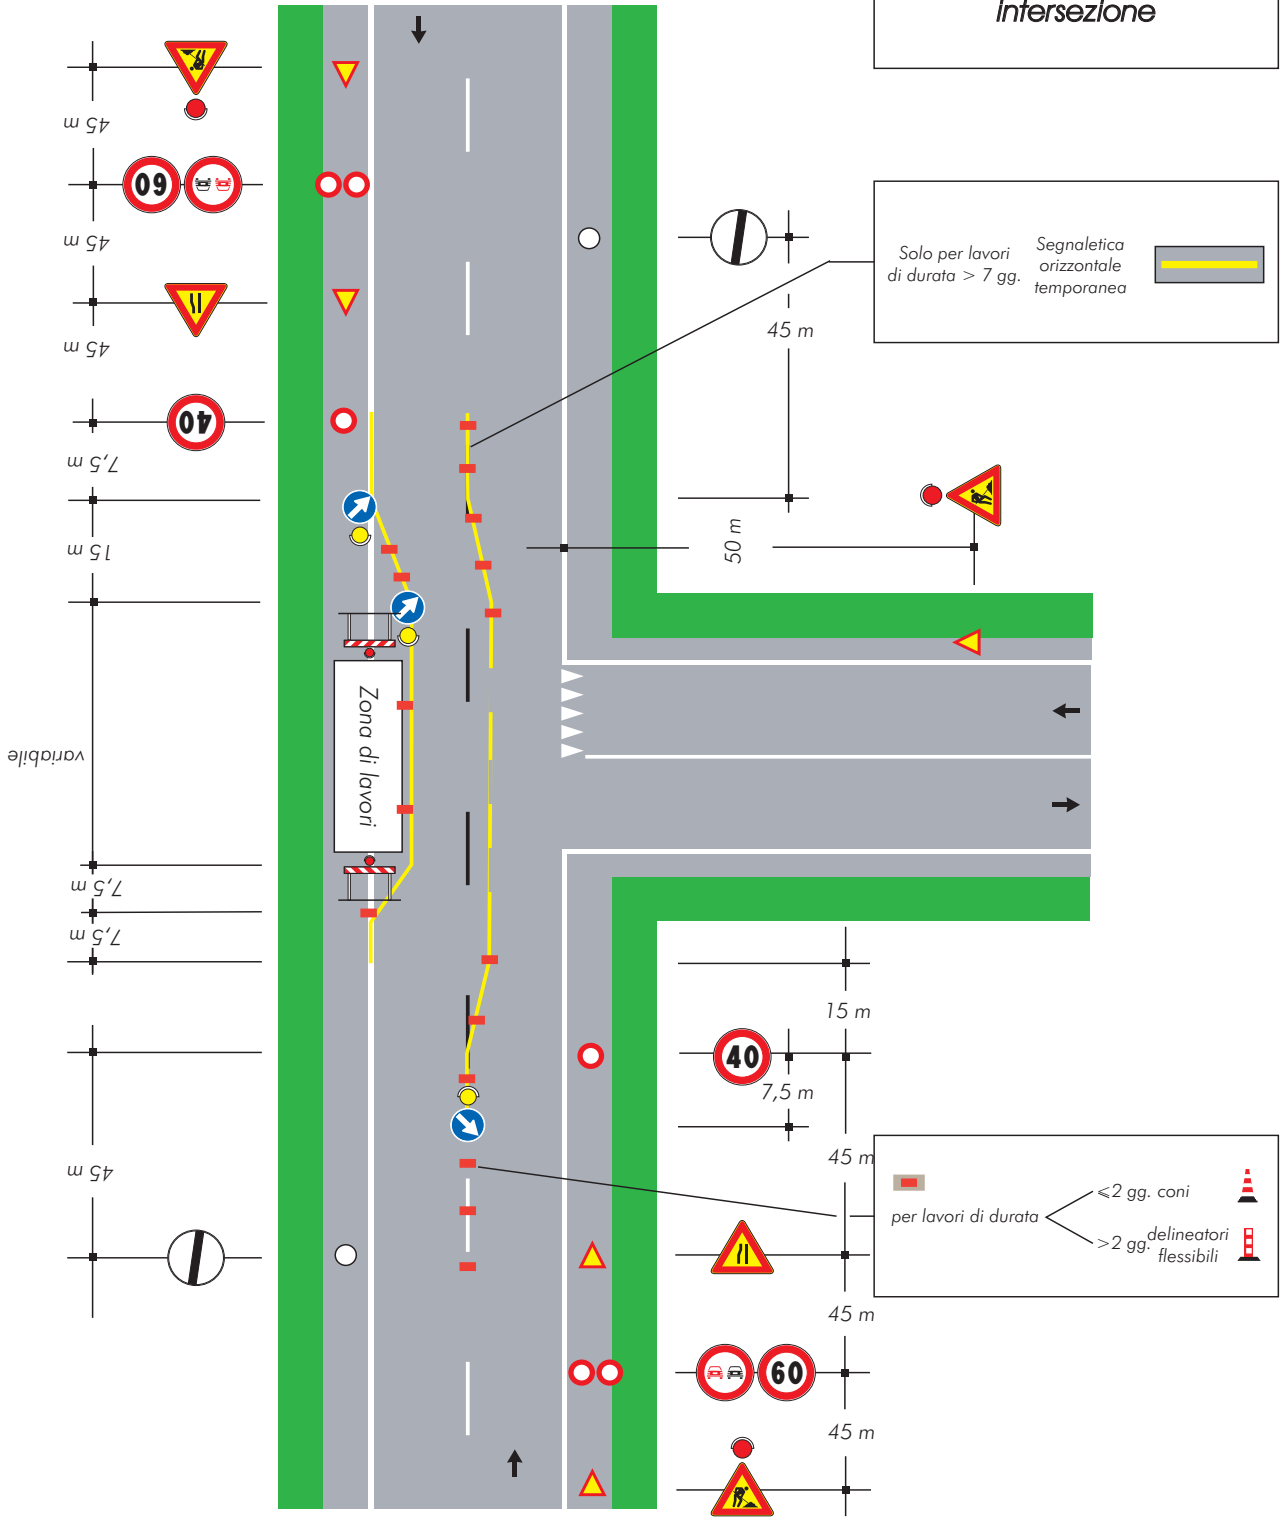 intersezione
45 m
60
45 m
45 m
40
7,5 m
15 m
variabile
7,5 m
7,5 m
45 m
Zona di lavori
45 m
50 m
Solo per lavori
di durata > 7 gg.
Segnaletica
orizzontale
temporanea
15 m
40
7,5 m
45 m
45 m
60
45 m
per lavori di durata
⩽2 gg. coni
>2 gg.
delineatori
flessibili